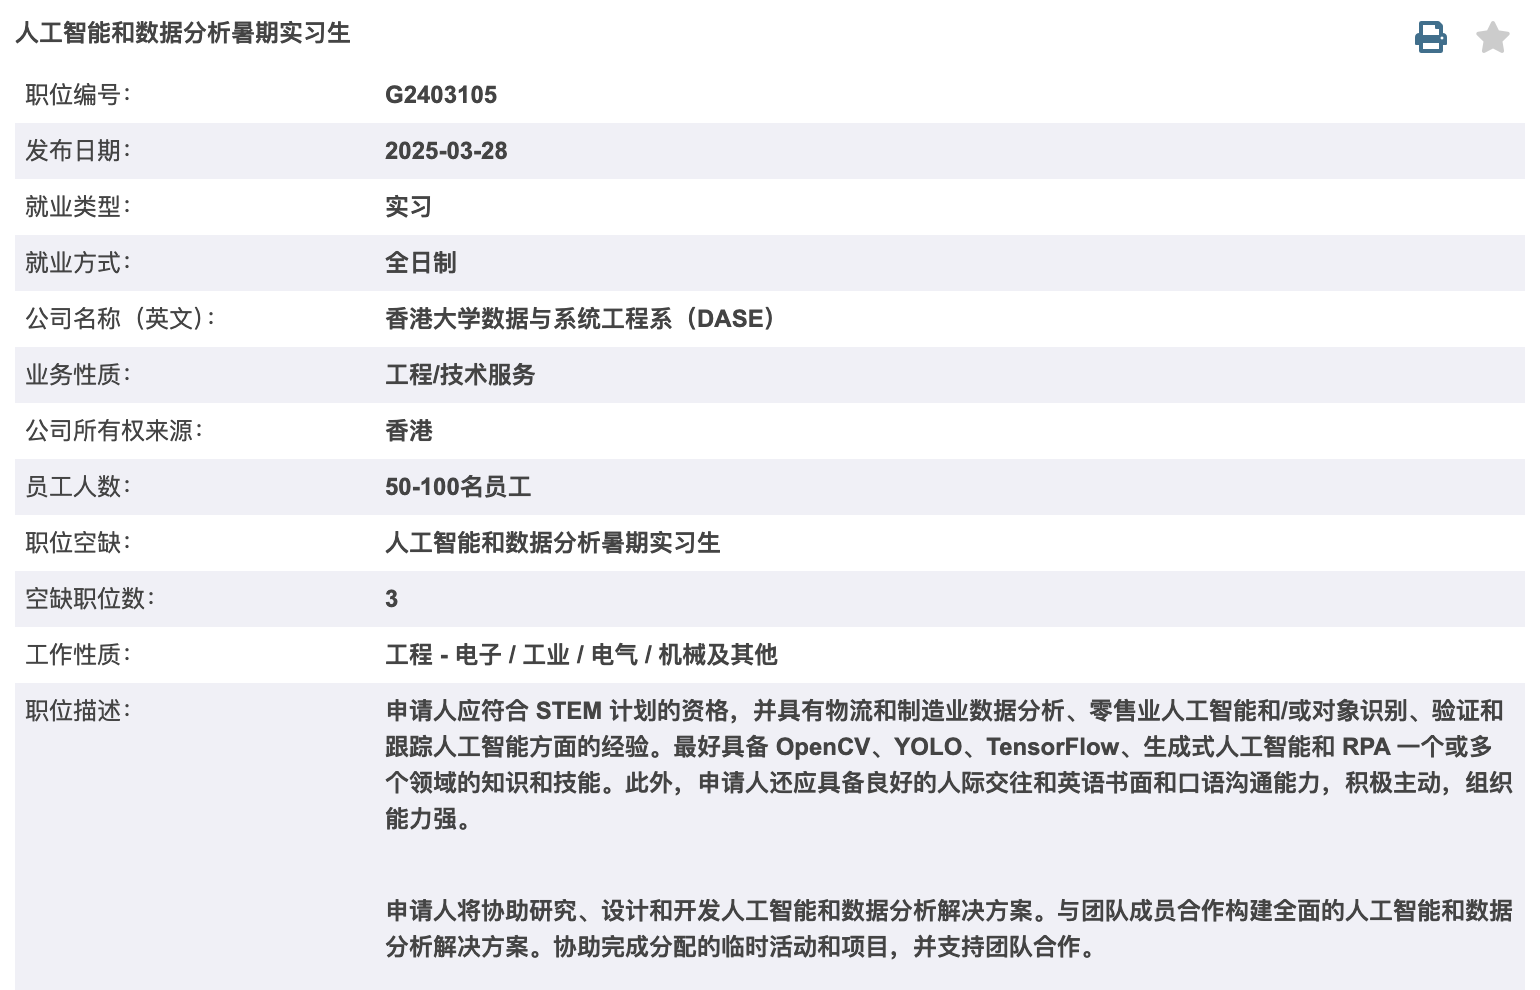 人工智能和数据分析暑期实习生
职位编号： G2403105
发布日期： 2025-03-28
就业类型： 实习
就业方式： 全日制
公司名称（英文）： 香港大学数据与系统工程系（DASE）
业务性质： 工程/技术服务
公司所有权来源： 香港
员工人数： 50-100名员工
职位空缺： 人工智能和数据分析暑期实习生
空缺职位数： 3
工作性质： 工程 - 电子 / 工业 / 电气 / 机械及其他
职位描述： 申请人应符合 STEM 计划的资格，并具有物流和制造业数据分析、零售业人工智能和/或对象识别、验证和
跟踪人工智能方面的经验。最好具备 OpenCV、YOLO、TensorFlow、生成式人工智能和 RPA 一个或多
个领域的知识和技能。此外，申请人还应具备良好的人际交往和英语书面和口语沟通能力，积极主动，组织
能力强。
申请人将协助研究、设计和开发人工智能和数据分析解决方案。与团队成员合作构建全面的人工智能和数据
分析解决方案。协助完成分配的临时活动和项目，并支持团队合作。